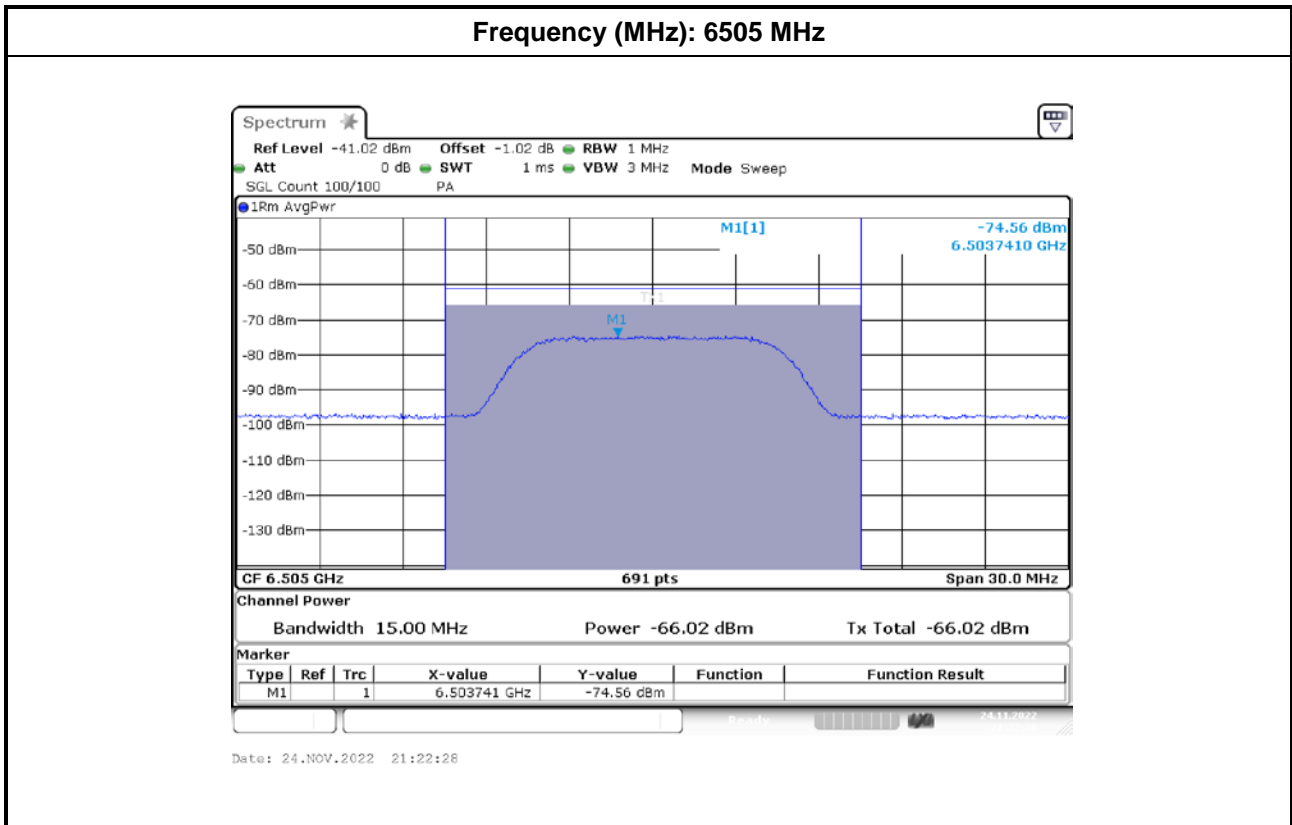 Frequency (MHz): 6505 MHz
Spectrum
Ref Level -41.02 dBm Offset -1.02 dB RBW 1 MHz
Att 0 dB SWT 1 ms VBW 3 MHz Mode Sweep
SGL Count 100/100 PA
1Rm AvgPwr
M1[1] -74.56 dBm
6.5037410 GHz
-50 dBm
-60 dBm
Tx1
-70 dBm
M1
-80 dBm
-90 dBm
-100 dBm
-110 dBm
-120 dBm
-130 dBm
CF 6.505 GHz 691 pts Span 30.0 MHz
Channel Power
Bandwidth 15.00 MHz Power -66.02 dBm Tx Total -66.02 dBm
Marker
Type Ref Trc X-value Y-value Function Function Result
M1 1 6.503741 GHz -74.56 dBm
Ready 24.11.2022
Date: 24.NOV.2022 21:22:28